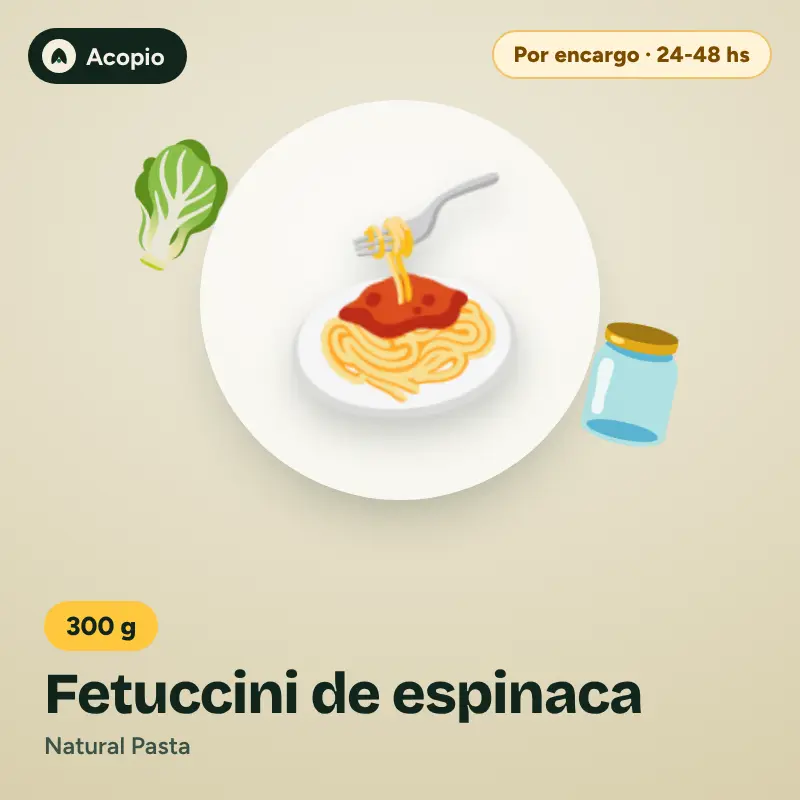 Acopio
Por encargo · 24-48 hs
300 g
Fetuccini de espinaca
Natural Pasta